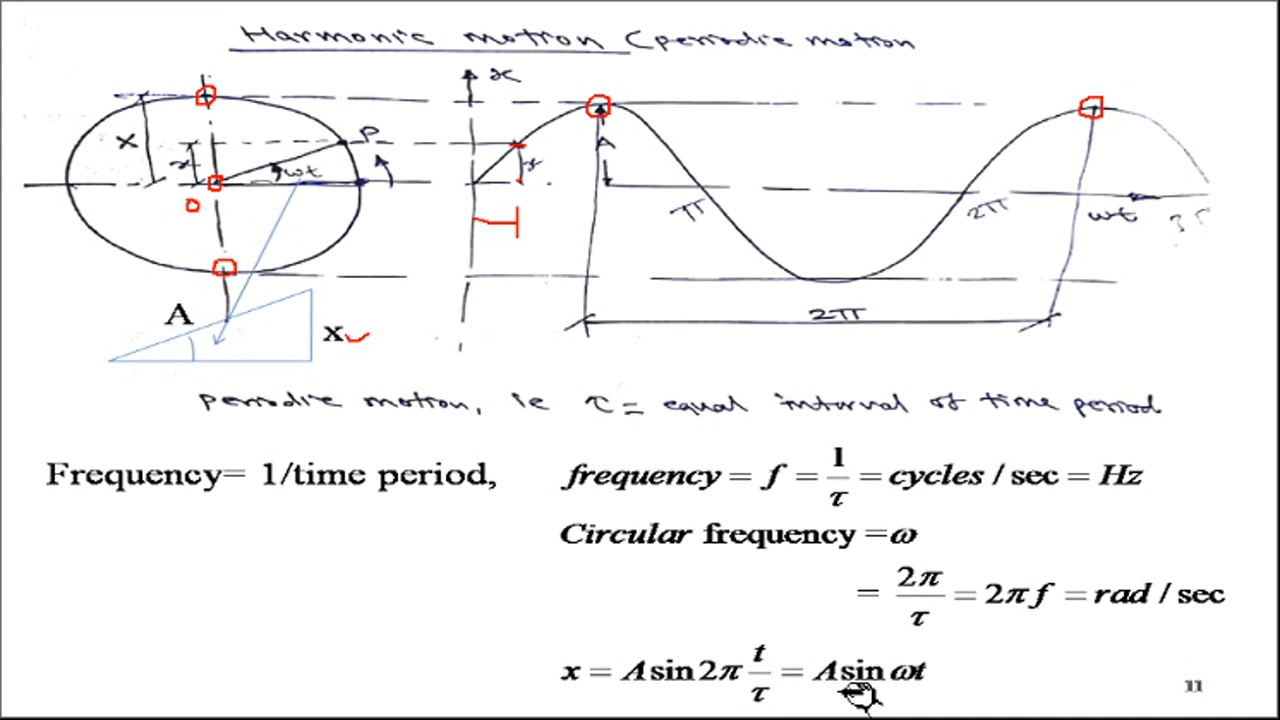 Harmonic motion (periodic motion
x
X
x
P
ωt
O
A
x
π
2π
ωt
2π
A
x
periodic motion, ie τ = equal interval of time period
Frequency= 1/time period, frequency = f = 1/τ = cycles / sec = Hz
Circular frequency = ω
= 2π/τ = 2π f = rad / sec
x = A sin 2π t/τ = A sin ωt
11